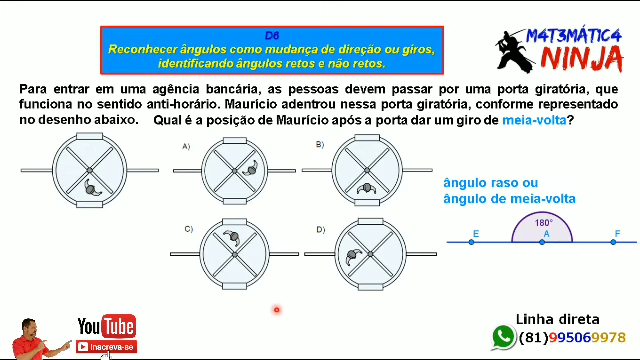 D6
Reconhecer ângulos como mudança de direção ou giros,
identificando ângulos retos e não retos.
M4T3MÁTIC4
NINJA
Para entrar em uma agência bancária, as pessoas devem passar por uma porta giratória, que
funciona no sentido anti-horário. Maurício adentrou nessa porta giratória, conforme representado
no desenho abaixo. Qual é a posição de Maurício após a porta dar um giro de meia-volta?
A)
B)
C)
D)
ângulo raso ou
ângulo de meia-volta
180°
E A F
YouTube
Inscreva-se
Linha direta
(81)995069978